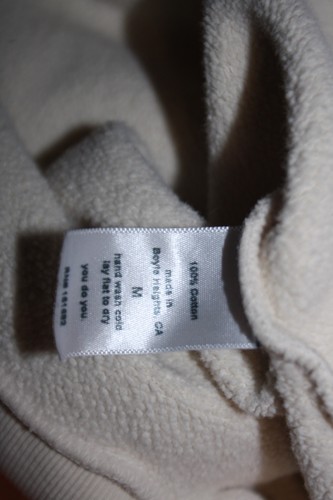 100% Cotton
made in
Boyle Heights, CA
M
hand wash cold
lay flat to dry
you do you